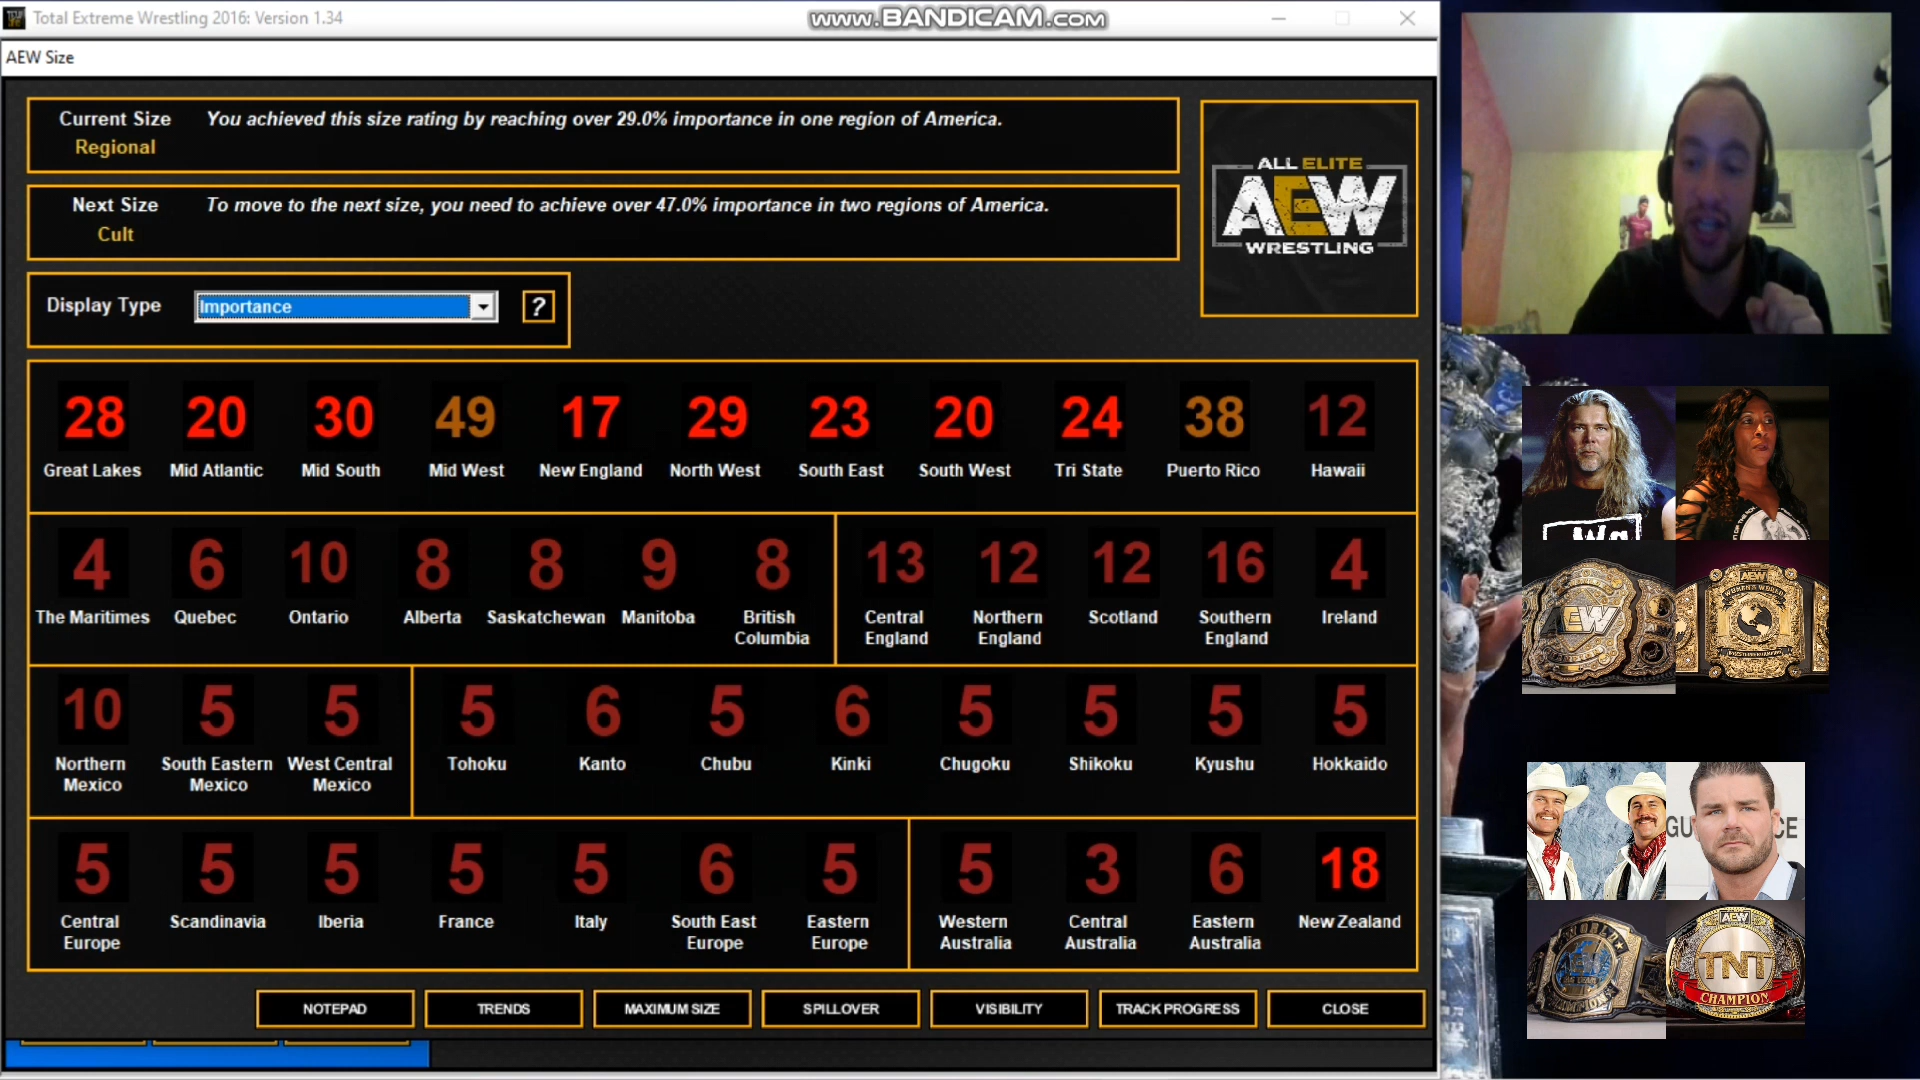 Total Extreme Wrestling 2016: Version 1.34
www.BANDICAM.com
AEW Size
Current Size
Regional
You achieved this size rating by reaching over 29.0% importance in one region of America.
Next Size
Cult
To move to the next size, you need to achieve over 47.0% importance in two regions of America.
ALL ELITE
AEW
WRESTLING
Display Type
Importance
?
28 20 30 49 17 29 23 20 24 38 12
Great Lakes Mid Atlantic Mid South Mid West New England North West South East South West Tri State Puerto Rico Hawaii
4 6 10 8 8 9 8 13 12 12 16 4
The Maritimes Quebec Ontario Alberta Saskatchewan Manitoba British Columbia Central England Northern England Scotland Southern England Ireland
10 5 5 5 6 5 6 5 5 5 5
Northern Mexico South Eastern Mexico West Central Mexico Tohoku Kanto Chubu Kinki Chugoku Shikoku Kyushu Hokkaido
5 5 5 5 5 6 5 5 3 6 18
Central Europe Scandinavia Iberia France Italy South East Europe Eastern Europe Western Australia Central Australia Eastern Australia New Zealand
NOTEPAD TRENDS MAXIMUM SIZE SPILLOVER VISIBILITY TRACK PROGRESS CLOSE
AEW
AEW
WOMEN'S WORLD
GU CE
WORLD
AEW
TNT
CHAMPION